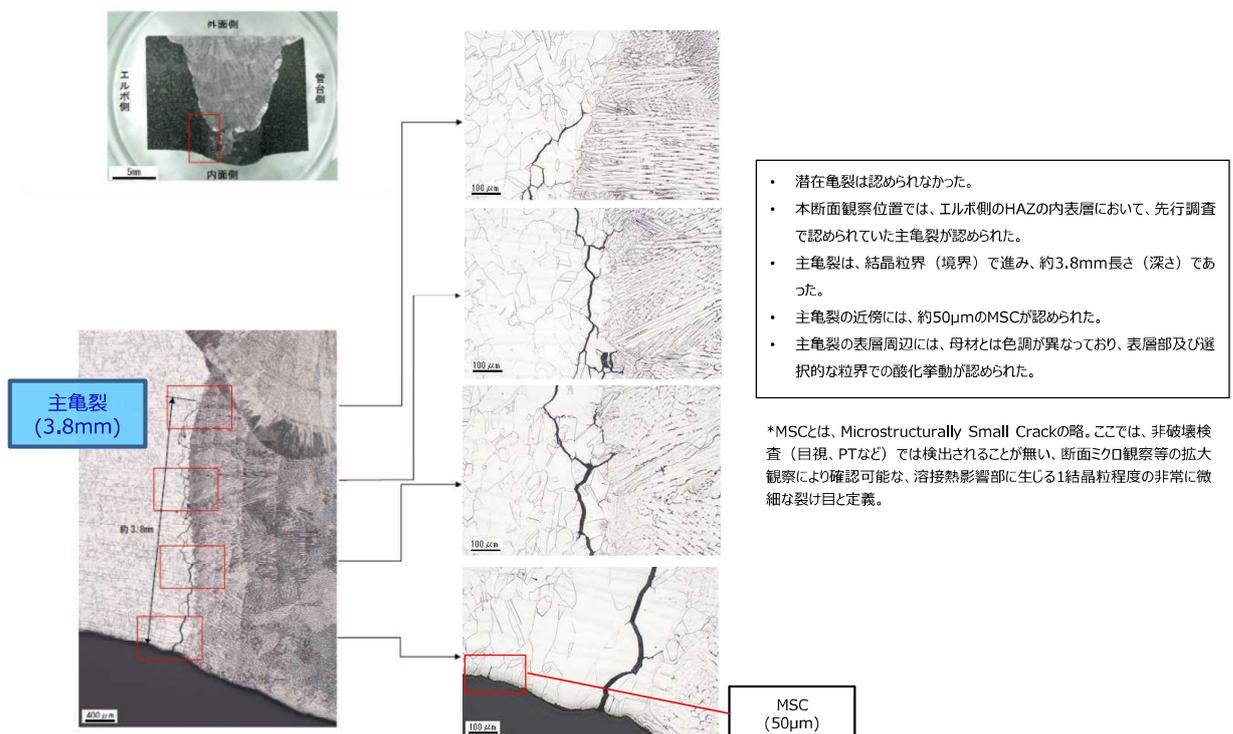 外面側
エルボ側
管台側
5mm
内面側
主亀裂
(3.8mm)
約3.8mm
400μm
100μm
100μm
100μm
100μm
MSC
(50μm)
• 潜在亀裂は認められなかった。
• 本断面観察位置では、エルボ側のHAZの内表層において、先行調査
で認められていた主亀裂が認められた。
• 主亀裂は、結晶粒界（境界）で進み、約3.8mm長さ（深さ）であ
った。
• 主亀裂の近傍には、約50μmのMSCが認められた。
• 主亀裂の表層周辺には、母材とは色調が異なっており、表層部及び選
択的な粒界での酸化挙動が認められた。
*MSCとは、Microstructurally Small Crackの略。ここでは、非破壊検
査（目視、PTなど）では検出されることが無い、断面ミクロ観察等の拡大
観察により確認可能な、溶接熱影響部に生じる1結晶粒程度の非常に微
細な裂け目と定義。